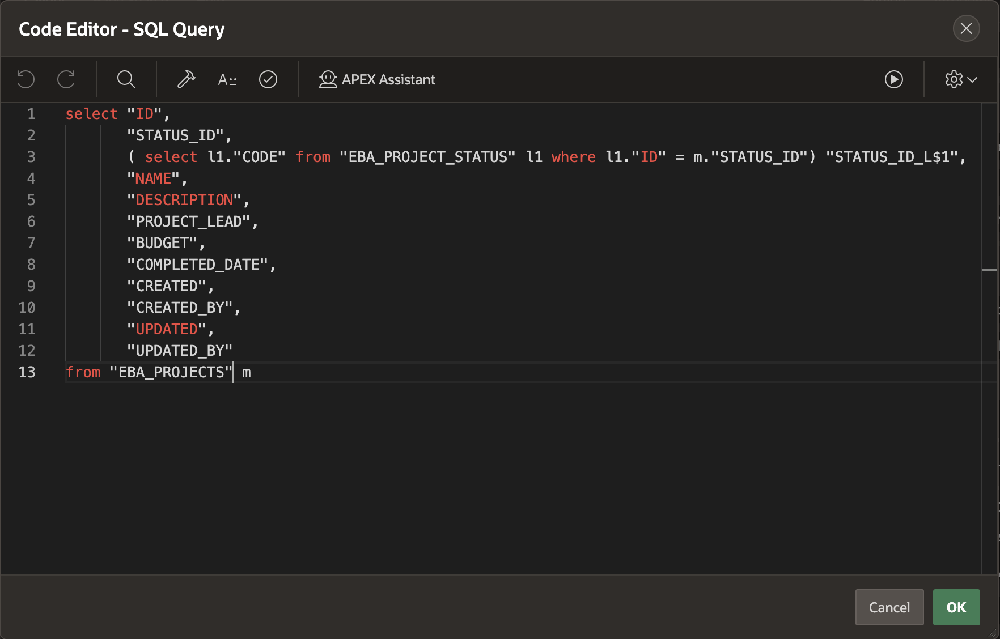 Code Editor - SQL Query
A:: APEX Assistant
1 select "ID",
2 "STATUS_ID",
3 ( select l1."CODE" from "EBA_PROJECT_STATUS" l1 where l1."ID" = m."STATUS_ID") "STATUS_ID_L$1",
4 "NAME",
5 "DESCRIPTION",
6 "PROJECT_LEAD",
7 "BUDGET",
8 "COMPLETED_DATE",
9 "CREATED",
10 "CREATED_BY",
11 "UPDATED",
12 "UPDATED_BY"
13 from "EBA_PROJECTS" m
Cancel OK